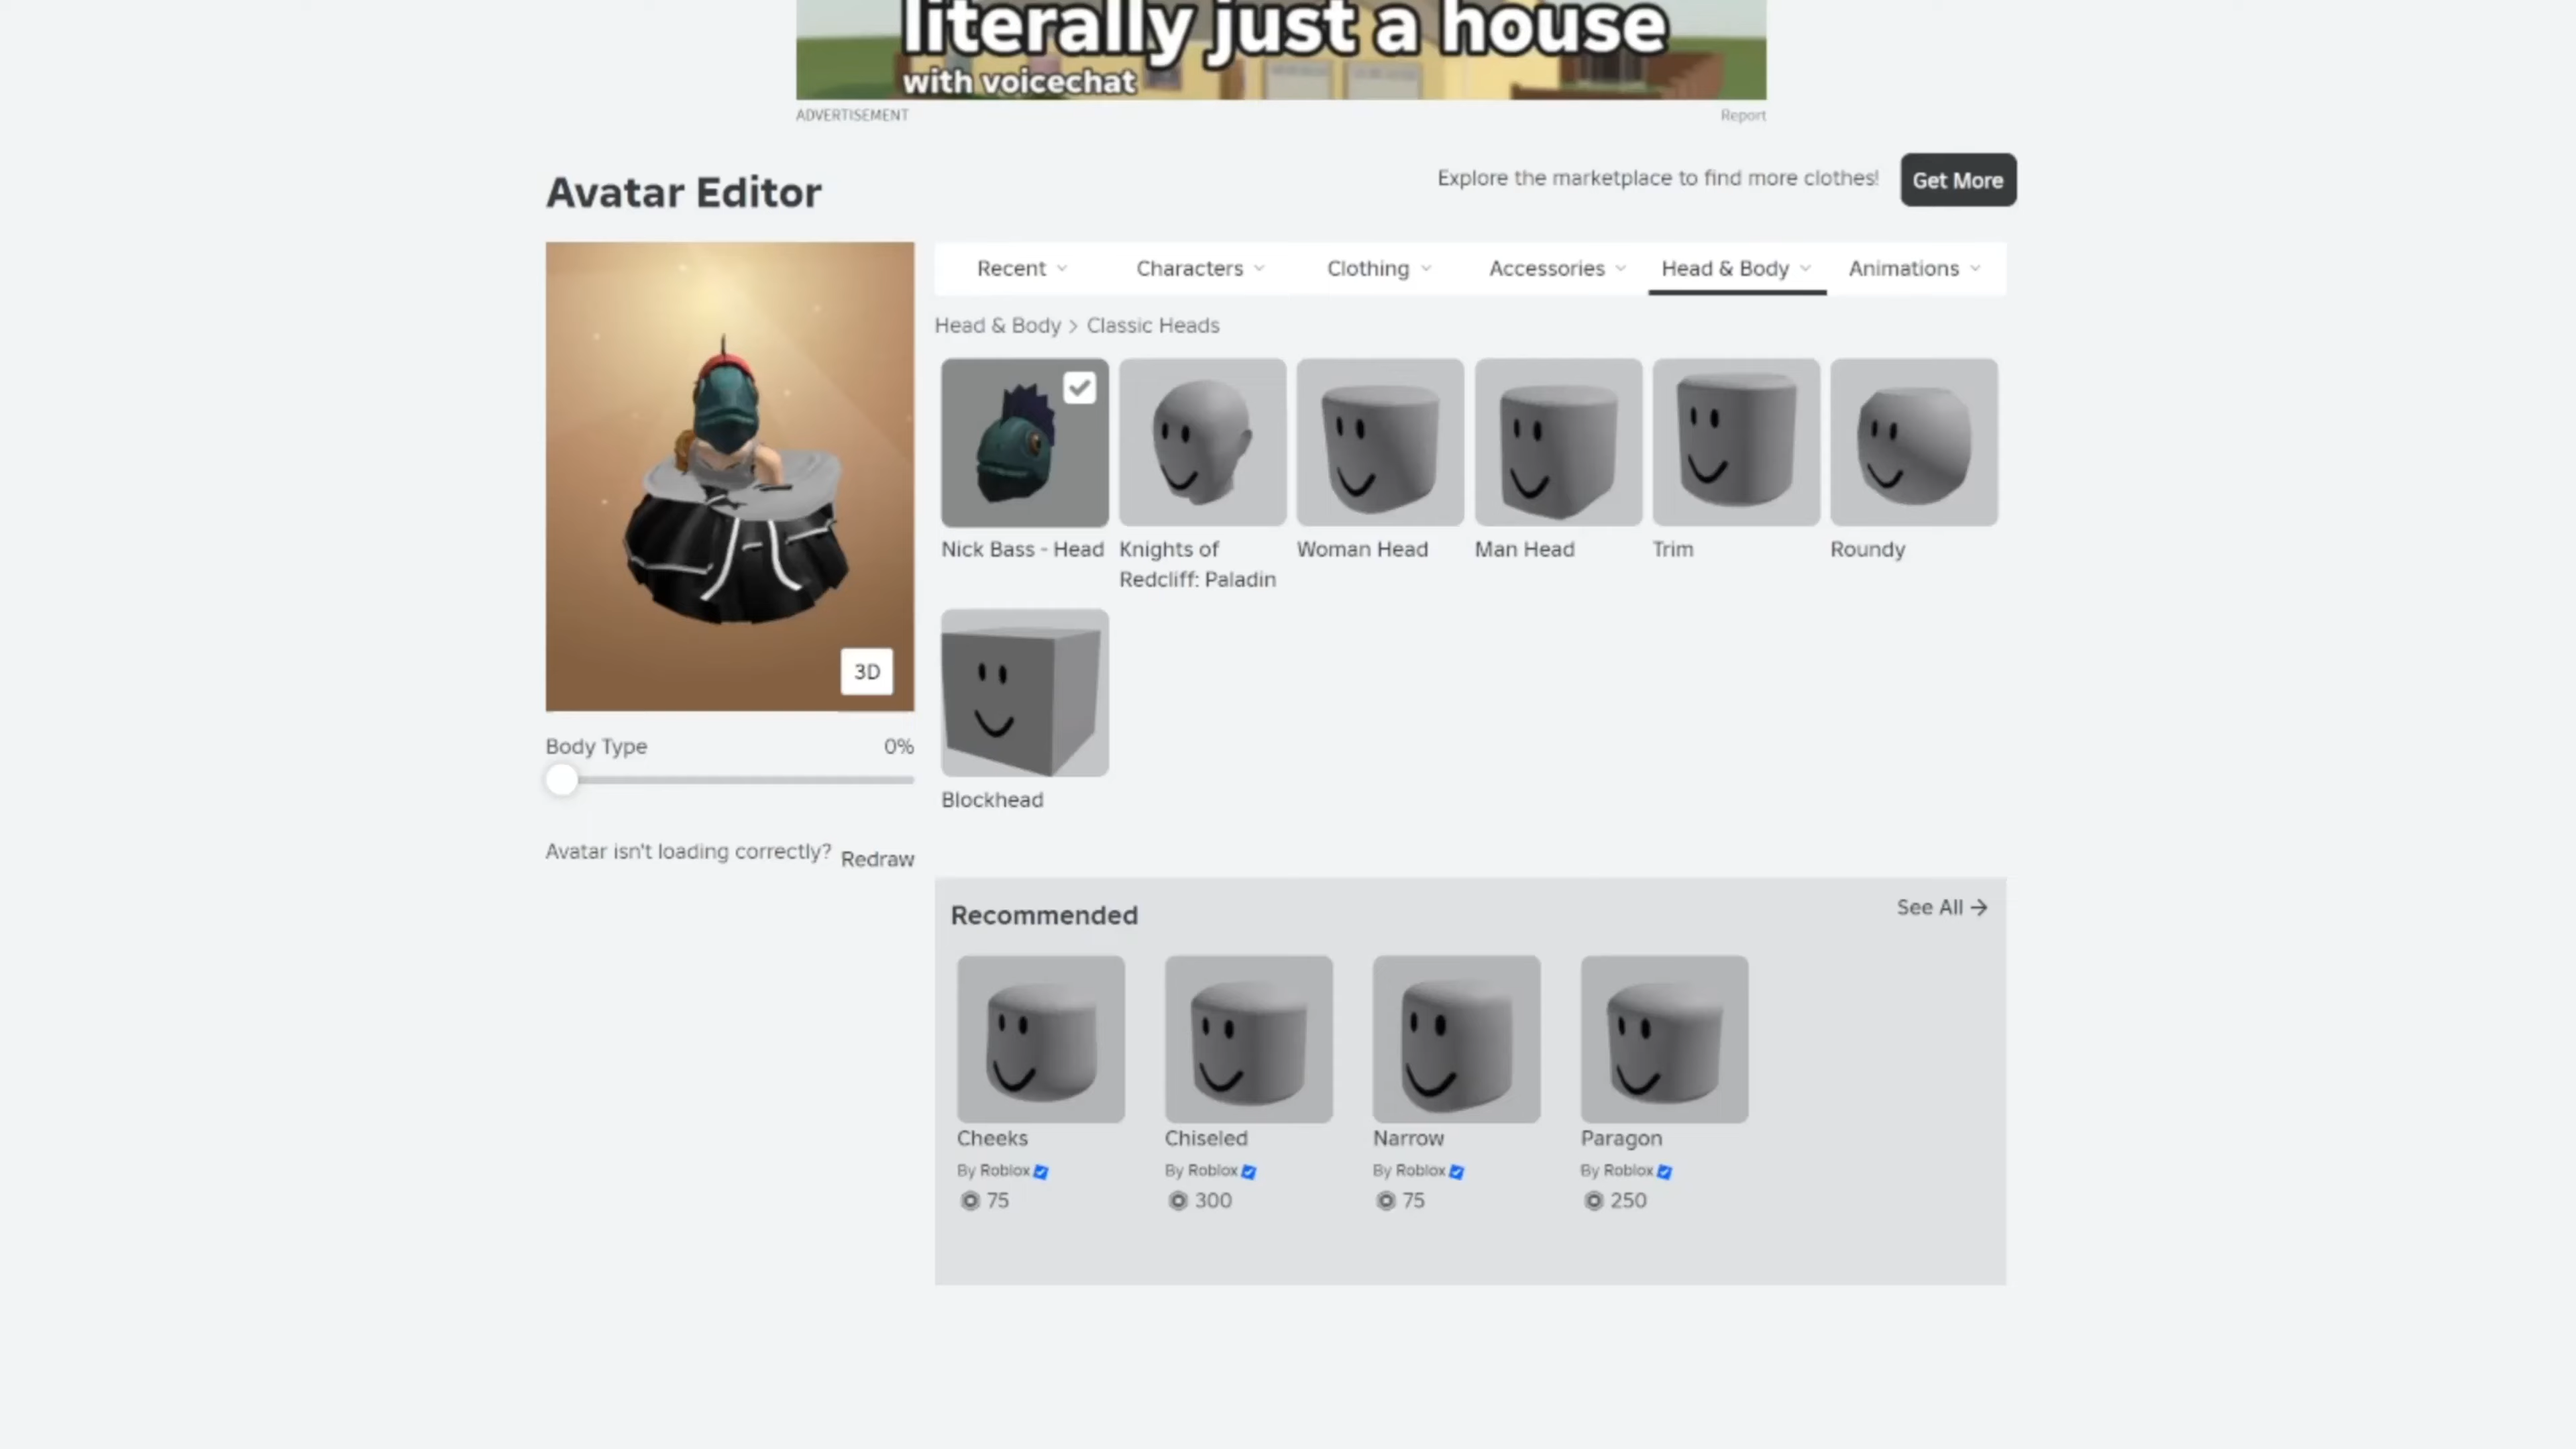 literally just a house
with voicechat
ADVERTISEMENT
Report
Avatar Editor
Explore the marketplace to find more clothes!
Get More
Recent
Characters
Clothing
Accessories
Head & Body
Animations
Head & Body > Classic Heads
Nick Bass - Head
Knights of
Redcliff: Paladin
Woman Head
Man Head
Trim
Roundy
3D
Body Type
0%
Blockhead
Avatar isn't loading correctly?
Redraw
Recommended
See All →
Cheeks
By Roblox
75
Chiseled
By Roblox
300
Narrow
By Roblox
75
Paragon
By Roblox
250